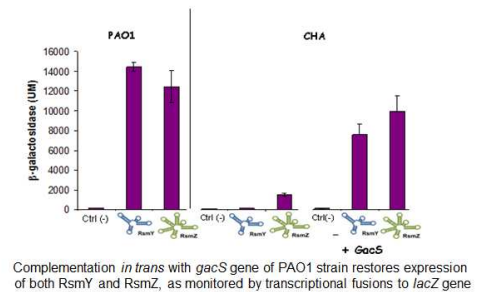 PAO1
CHA
β-galactosidase (UM)
16000
14000
12000
10000
8000
6000
4000
2000
0
Ctrl (-)
RsmY
RsmZ
Ctrl (-)
RsmY
RsmZ
Ctrl(-)
RsmY
RsmZ
+ GacS
Complementation in trans with gacS gene of PAO1 strain restores expression
of both RsmY and RsmZ, as monitored by transcriptional fusions to lacZ gene